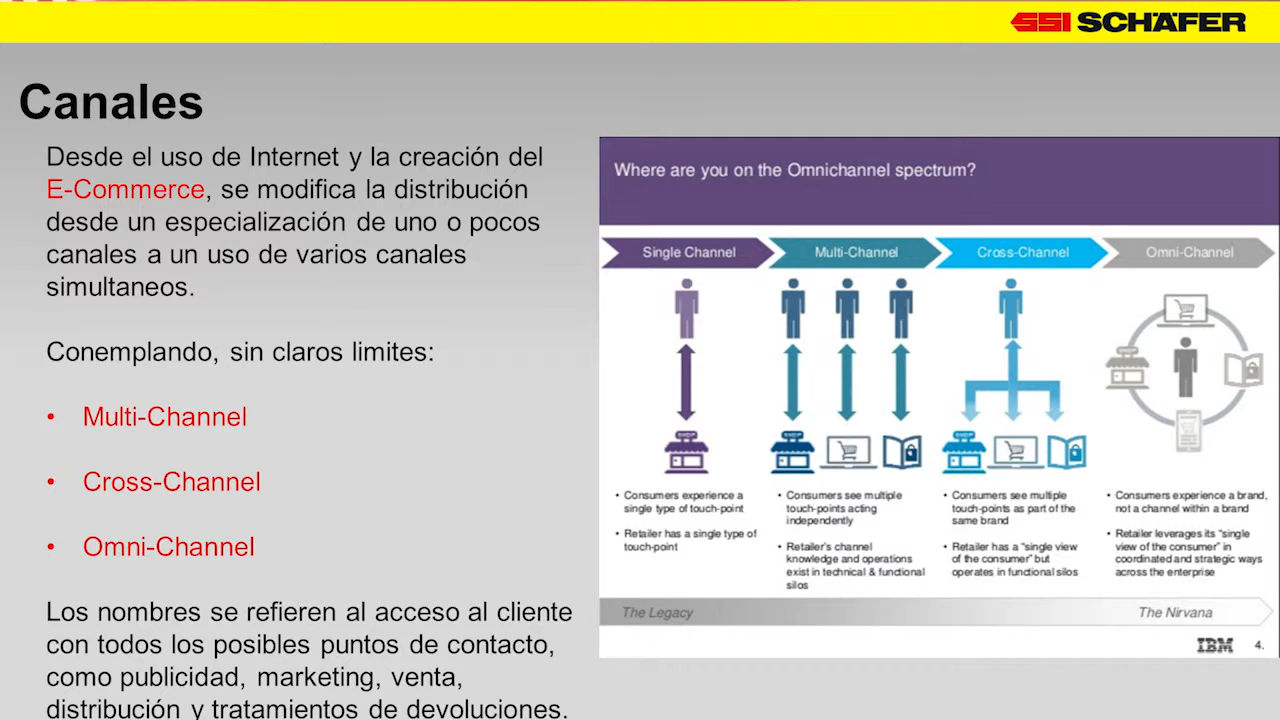 SSI SCHÄFER
Canales
Desde el uso de Internet y la creación del
E-Commerce, se modifica la distribución
desde un especialización de uno o pocos
canales a un uso de varios canales
simultaneos.
Conemplando, sin claros limites:
• Multi-Channel
• Cross-Channel
• Omni-Channel
Los nombres se refieren al acceso al cliente
con todos los posibles puntos de contacto,
como publicidad, marketing, venta,
distribución y tratamientos de devoluciones.
Where are you on the Omnichannel spectrum?
Single Channel
Multi-Channel
Cross-Channel
Omni-Channel
SHOP
SHOP
SHOP
• Consumers experience a
single type of touch-point
• Retailer has a single type of
touch-point
• Consumers see multiple
touch-points acting
independently
• Retailer's channel
knowledge and operations
exist in technical & functional
silos
• Consumers see multiple
touch-points as part of the
same brand
• Retailer has a "single view
of the consumer" but
operates in functional silos
• Consumers experience a brand,
not a channel within a brand
• Retailer leverages its "single
view of the consumer" in
coordinated and strategic ways
across the enterprise
The Legacy
The Nirvana
IBM
4.